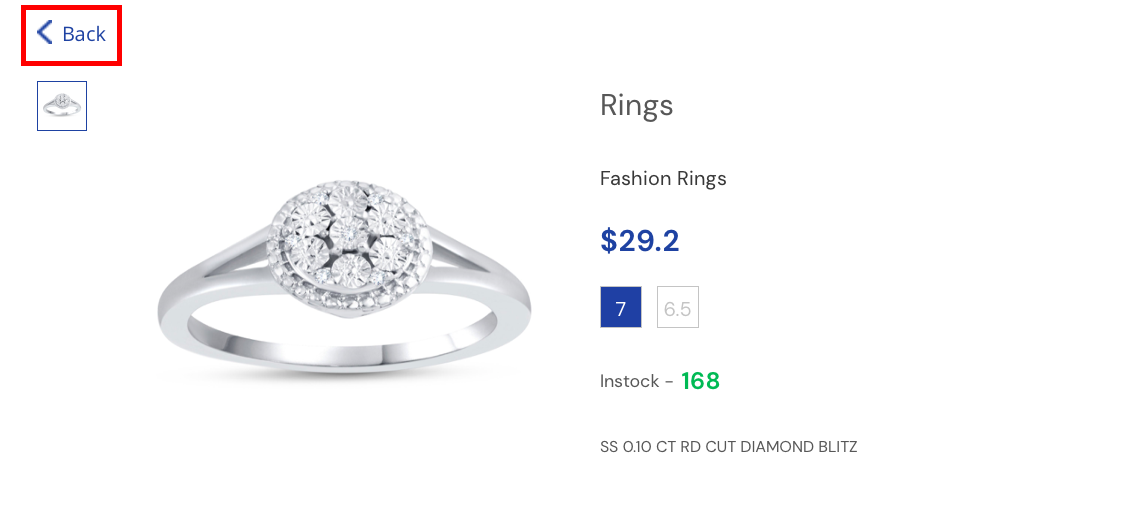 Back
Rings
Fashion Rings
$29.2
7 6.5
Instock - 168
SS 0.10 CT RD CUT DIAMOND BLITZ